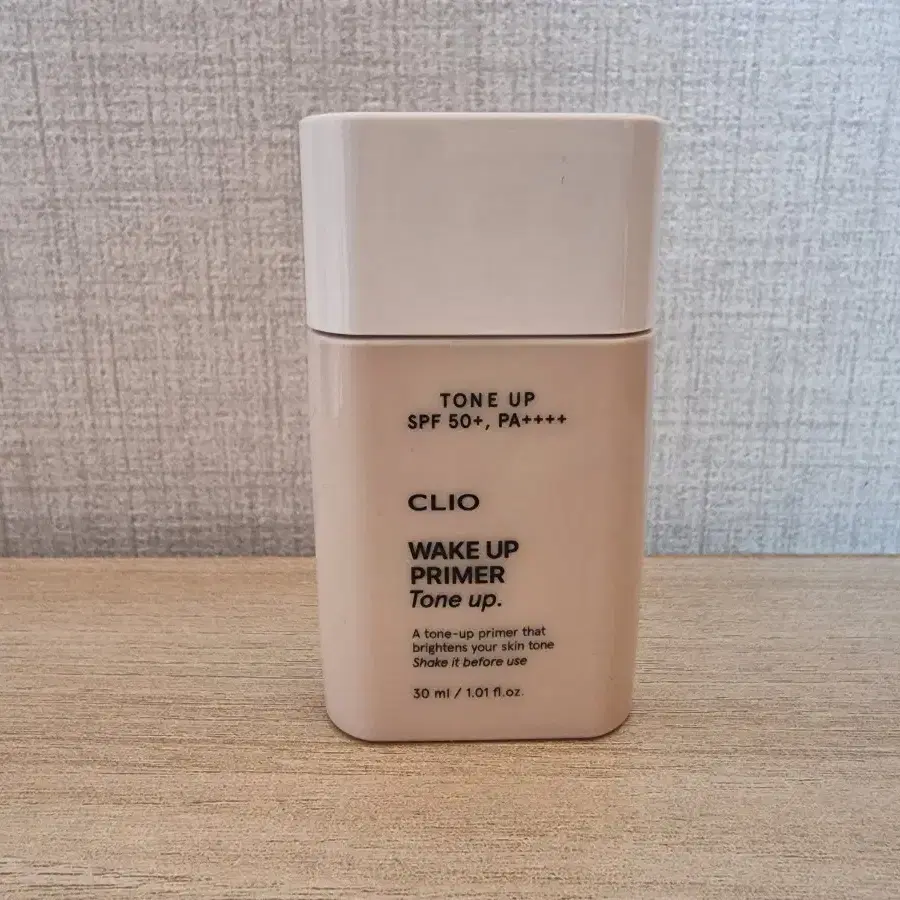 TONE UP
SPF 50+, PA++++
CLIO
WAKE UP
PRIMER
Tone up.
A tone-up primer that
brightens your skin tone
Shake it before use
30 ml / 1.01 fl.oz.